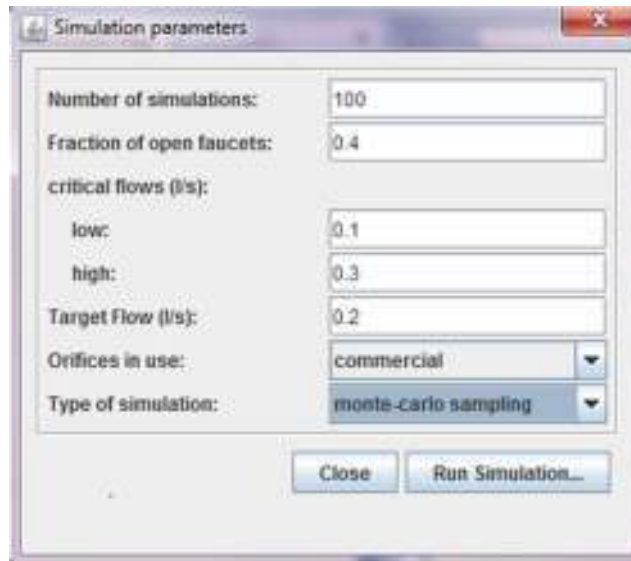 Simulation parameters
Number of simulations: 100
Fraction of open faucets: 0.4
critical flows (l/s):
low: 0.1
high: 0.3
Target Flow (l/s): 0.2
Orifices in use: commercial
Type of simulation: monte-carlo sampling
Close Run Simulation...